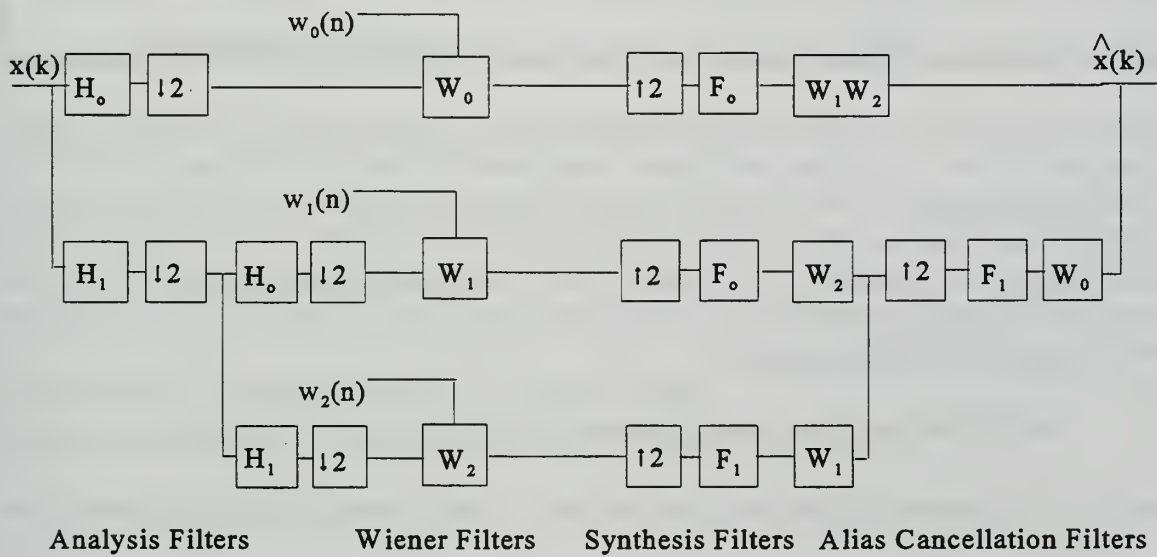 w₀(n)
x(k) H₀ ↓2 W₀ ↑2 F₀ W₁W₂ x̂(k)
w₁(n)
H₁ ↓2 H₀ ↓2 W₁ ↑2 F₀ W₂ ↑2 F₁ W₀
w₂(n)
H₁ ↓2 W₂ ↑2 F₁ W₁
Analysis Filters Wiener Filters Synthesis Filters Alias Cancellation Filters